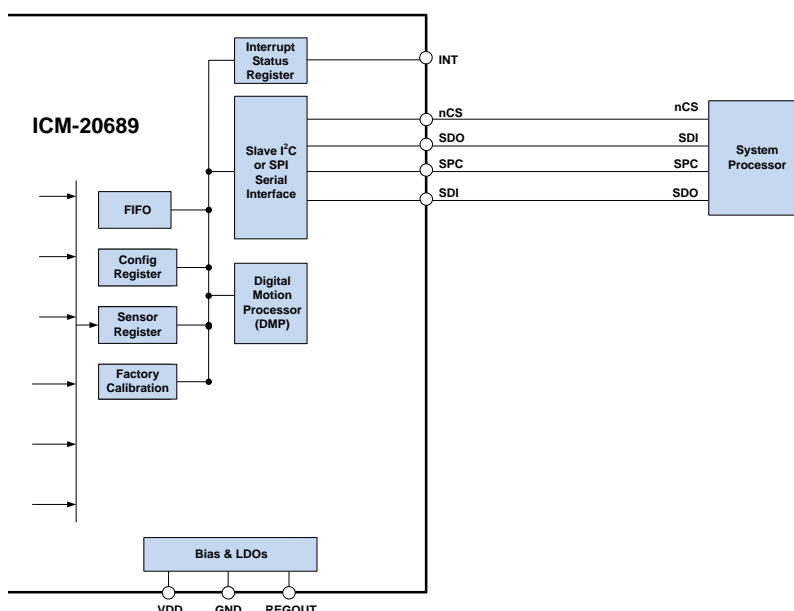 Interrupt
Status
Register
INT
ICM-20689
Slave I²C
or SPI
Serial
Interface
nCS
SDO
SPC
SDI
nCS
SDI
SPC
SDO
System
Processor
FIFO
Config
Register
Sensor
Register
Factory
Calibration
Digital
Motion
Processor
(DMP)
Bias & LDOs
VDD
GND
REGOUT